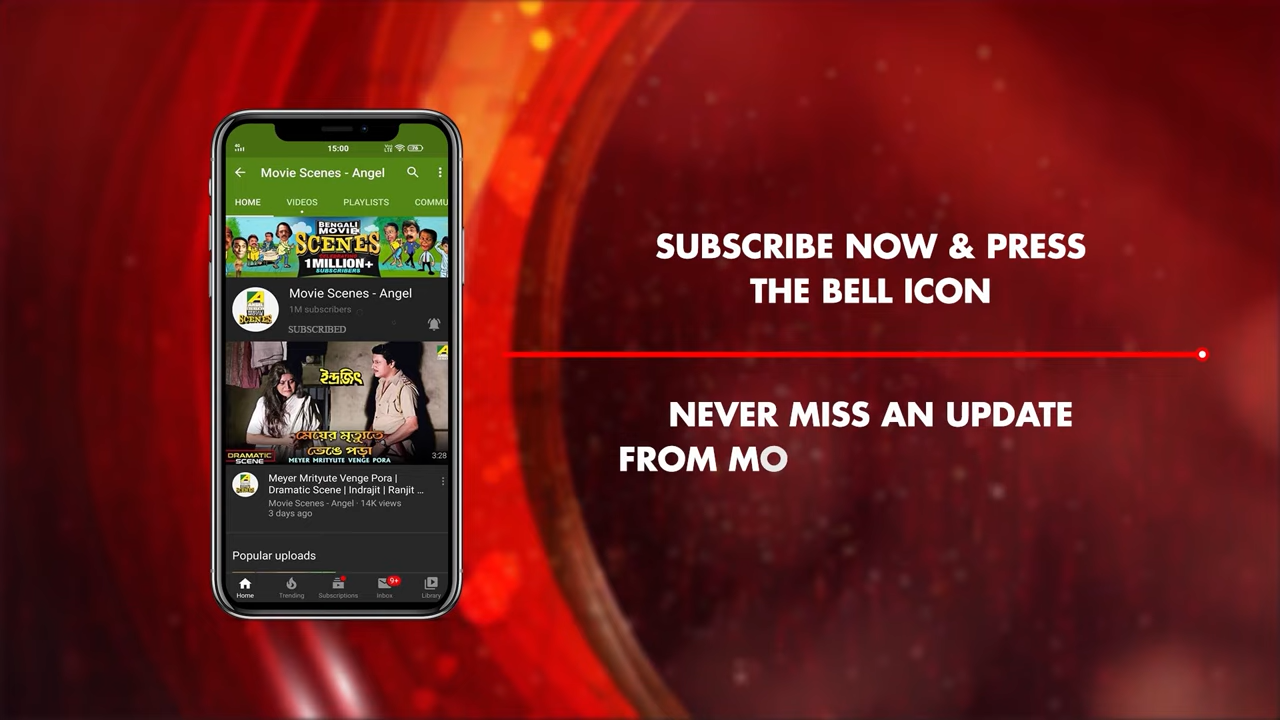 15:00
Movie Scenes - Angel
HOME VIDEOS PLAYLISTS COMMU
BENGALI
MOVIE
SCENES
CELEBRATING
1MILLION+
SUBSCRIBERS
Movie Scenes - Angel
1M subscribers
SUBSCRIBED
ইন্দ্রজিৎ
মেয়ের মৃত্যুতে
ভেঙে পড়া
DRAMATIC
SCENE
MEYER MRITYUTE VENGE PORA
3:28
Meyer Mrityute Venge Pora |
Dramatic Scene | Indrajit | Ranjit ...
Movie Scenes - Angel · 14K views
3 days ago
Popular uploads
9+
Home Trending Subscriptions Inbox Library
SUBSCRIBE NOW & PRESS
THE BELL ICON
NEVER MISS AN UPDATE
FROM MO